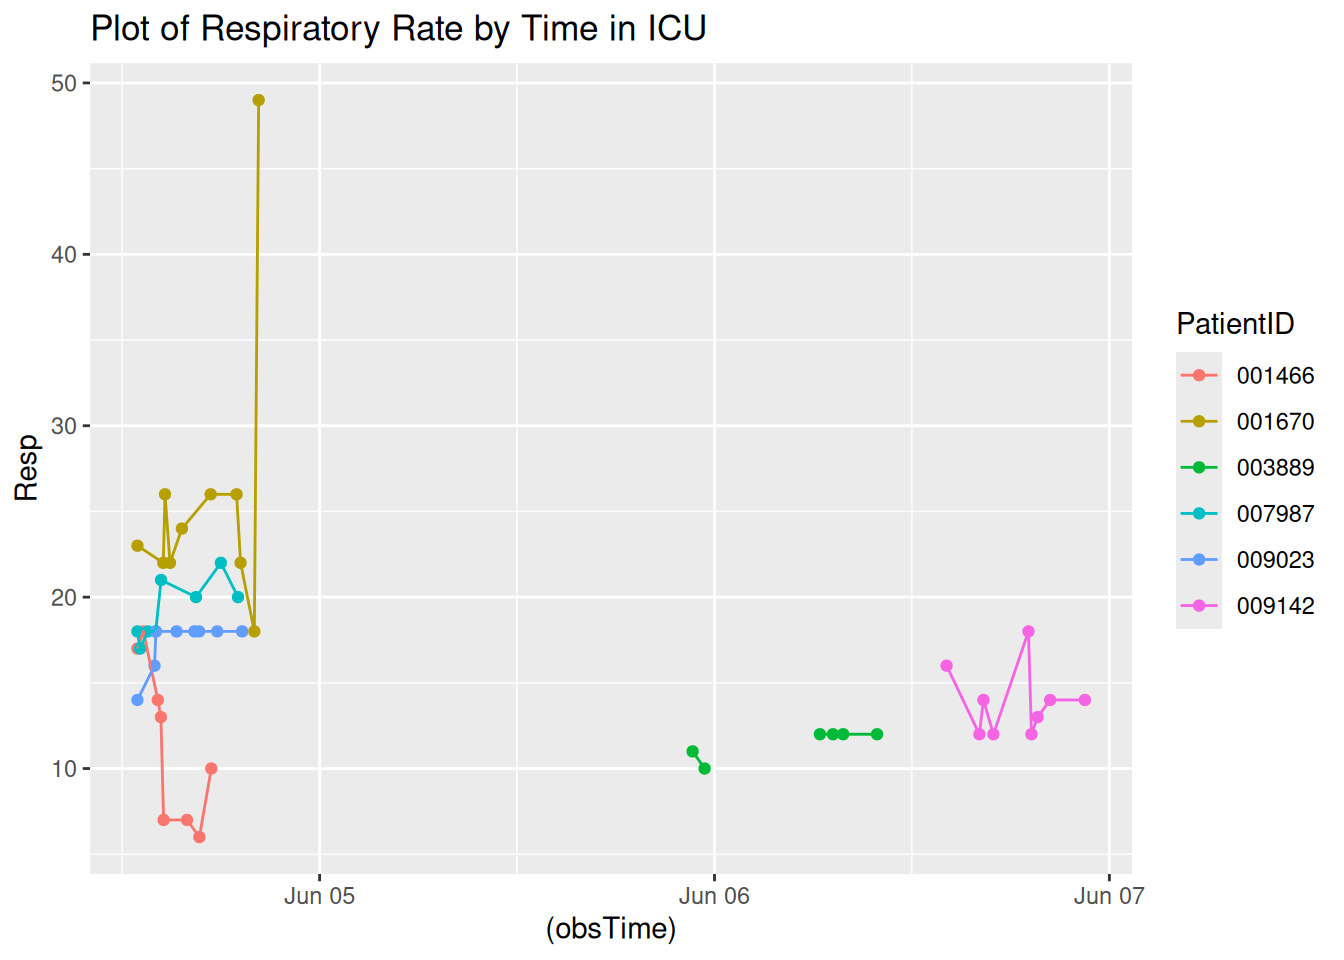 Plot of Respiratory Rate by Time in ICU
50
40
30
20
10
Resp
Jun 05
Jun 06
Jun 07
(obsTime)
PatientID
001466
001670
003889
007987
009023
009142